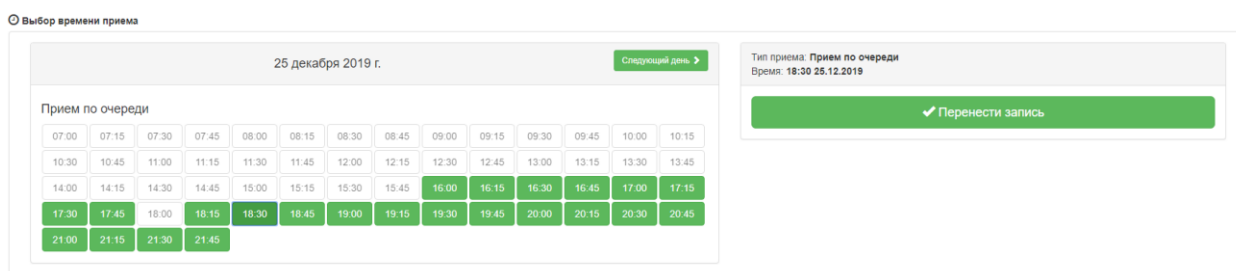 Выбор времени приема
25 декабря 2019 г.
Следующий день
Прием по очереди
07:00 07:15 07:30 07:45 08:00 08:15 08:30 08:45 09:00 09:15 09:30 09:45 10:00 10:15
10:30 10:45 11:00 11:15 11:30 11:45 12:00 12:15 12:30 12:45 13:00 13:15 13:30 13:45
14:00 14:15 14:30 14:45 15:00 15:15 15:30 15:45 16:00 16:15 16:30 16:45 17:00 17:15
17:30 17:45 18:00 18:15 18:30 18:45 19:00 19:15 19:30 19:45 20:00 20:15 20:30 20:45
21:00 21:15 21:30 21:45
Тип приема: Прием по очереди
Время: 18:30 25.12.2019
Перенести запись